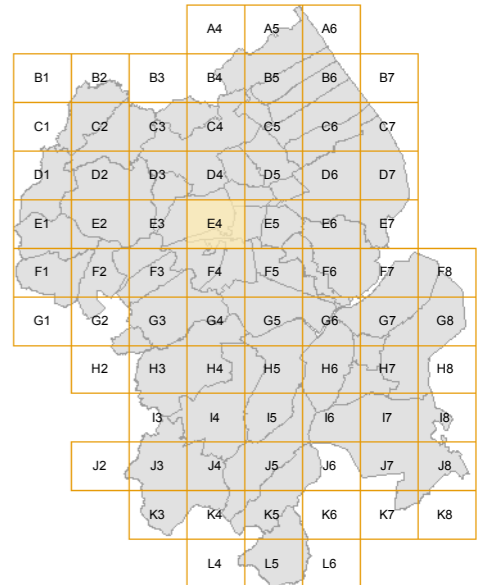 A4 A5 A6
B1 B2 B3 B4 B5 B6 B7
C1 C2 C3 C4 C5 C6 C7
D1 D2 D3 D4 D5 D6 D7
E1 E2 E3 E4 E5 E6 E7
F1 F2 F3 F4 F5 F6 F7 F8
G1 G2 G3 G4 G5 G6 G7 G8
H2 H3 H4 H5 H6 H7 H8
I3 I4 I5 I6 I7 I8
J2 J3 J4 J5 J6 J7 J8
K3 K4 K5 K6 K7 K8
L4 L5 L6